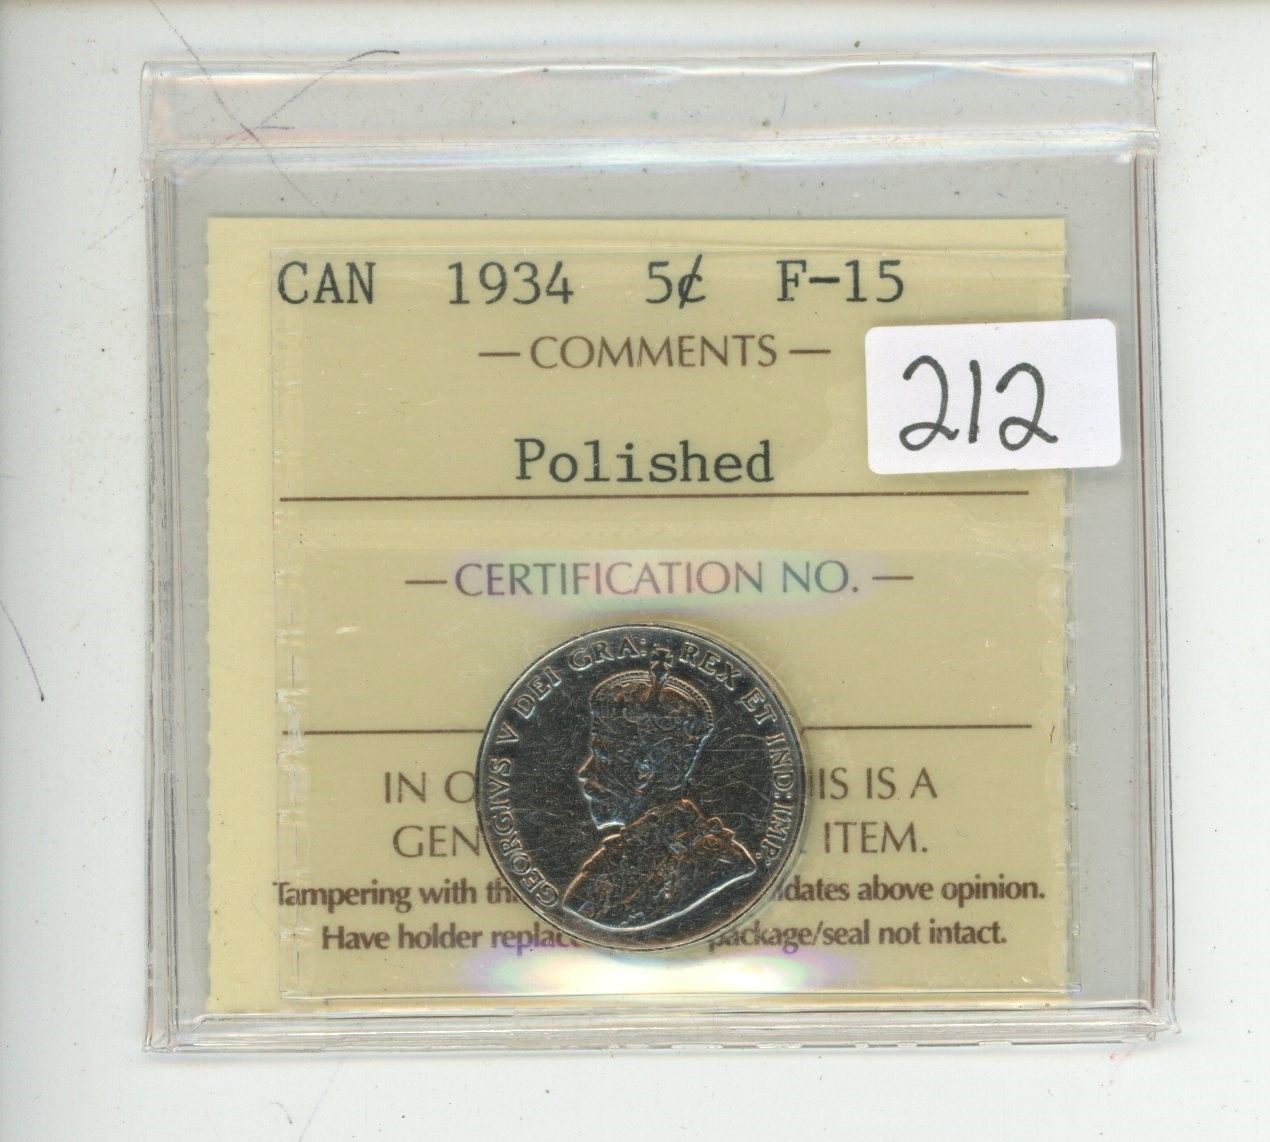 CAN 1934 5¢ F-15
— COMMENTS —
212
Polished
— CERTIFICATION NO. —
GEORGIVS V DEI GRA: REX ET IND: IMP:
IN O IS IS A
GEN ITEM.
Tampering with th idates above opinion.
Have holder replac package/seal not intact.